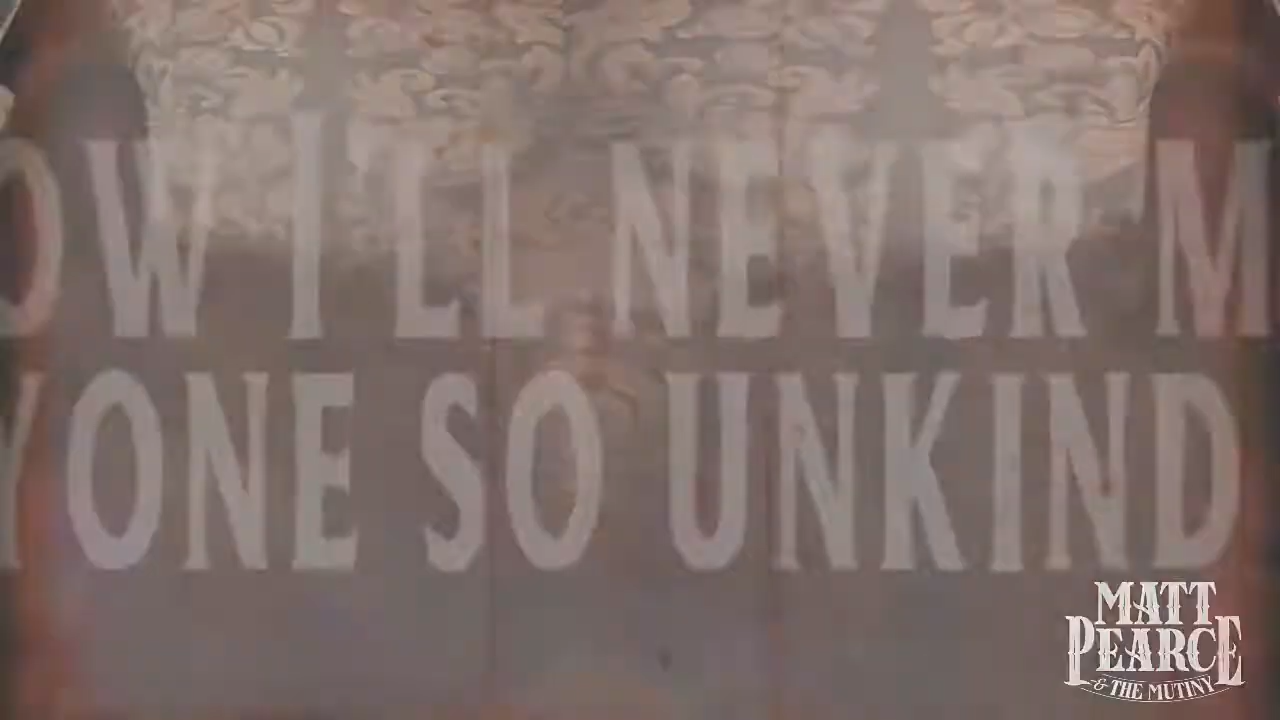 OW I'LL NEVER M
YONE SO UNKIND
MATT
PEARCE
& THE MUTINY